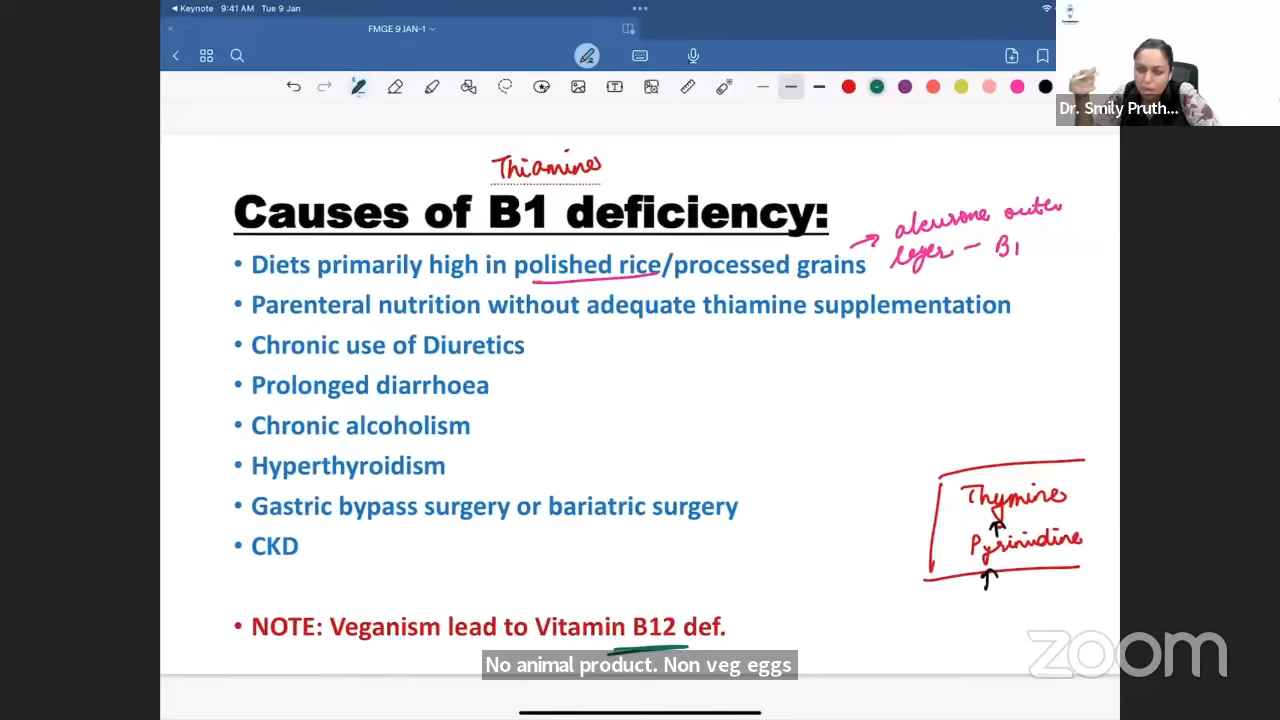 ◀ Keynote 9:41 AM Tue 9 Jan
FMGE 9 JAN-1
Dr. Smily Pruth...
Thiamine
Causes of B1 deficiency:
aleurone outer
layer - B1
• Diets primarily high in polished rice/processed grains
• Parenteral nutrition without adequate thiamine supplementation
• Chronic use of Diuretics
• Prolonged diarrhoea
• Chronic alcoholism
• Hyperthyroidism
• Gastric bypass surgery or bariatric surgery
• CKD
Thymine
Pyrimidine
• NOTE: Veganism lead to Vitamin B12 def.
No animal product. Non veg eggs
zoom